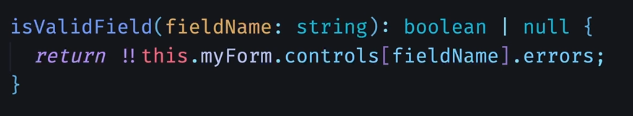 isValidField(fieldName: string): boolean | null {
  return !!this.myForm.controls[fieldName].errors;
}